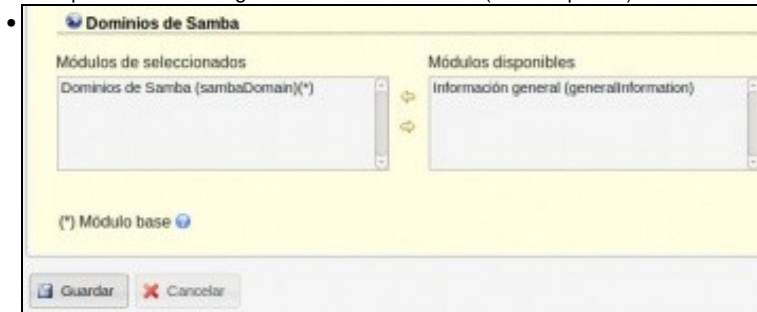 Dominios de Samba
Módulos de seleccionados
Módulos disponibles
Dominios de Samba (sambaDomain)(*)
Información general (generalInformation)
(*) Módulo base
Guardar
Cancelar